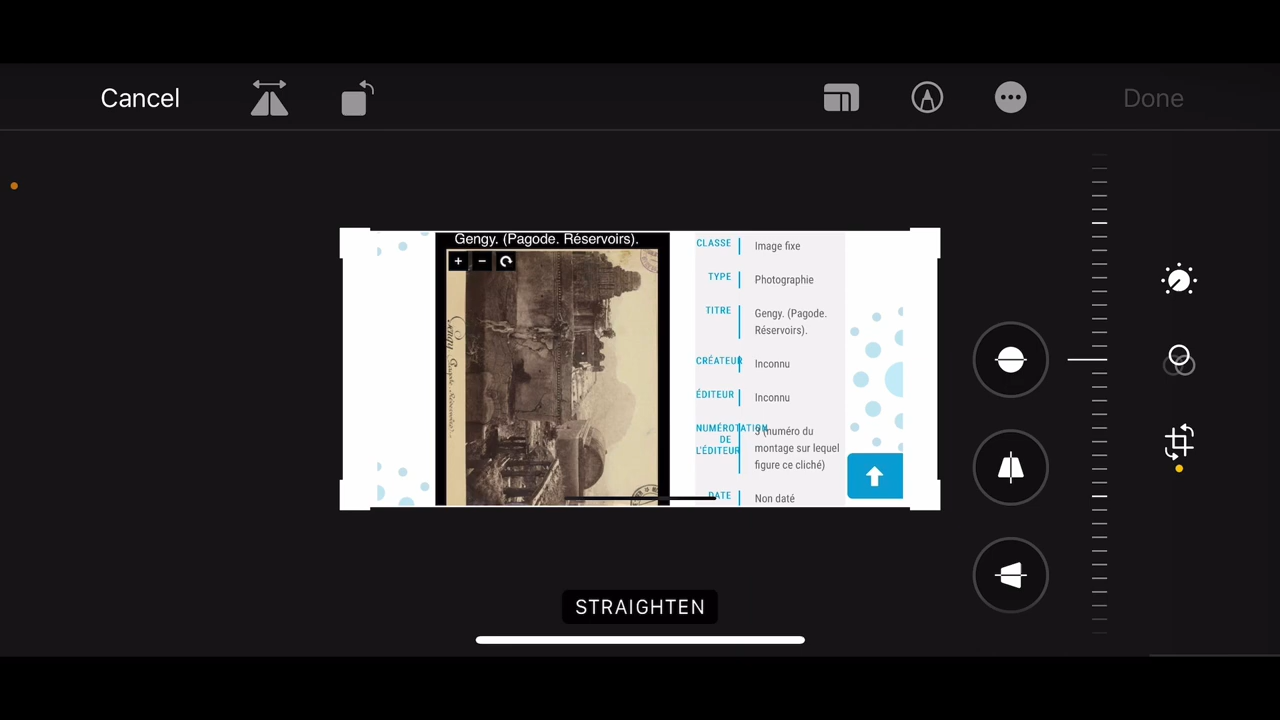 Cancel
Done
Gengy. (Pagode. Réservoirs).
CLASSE
Image fixe
TYPE
Photographie
TITRE
Gengy. (Pagode.
Réservoirs).
CRÉATEUR
Inconnu
ÉDITEUR
Inconnu
NUMÉROTATION
DE
L'ÉDITEUR
3 (numéro du
montage sur lequel
figure ce cliché)
DATE
Non daté
STRAIGHTEN